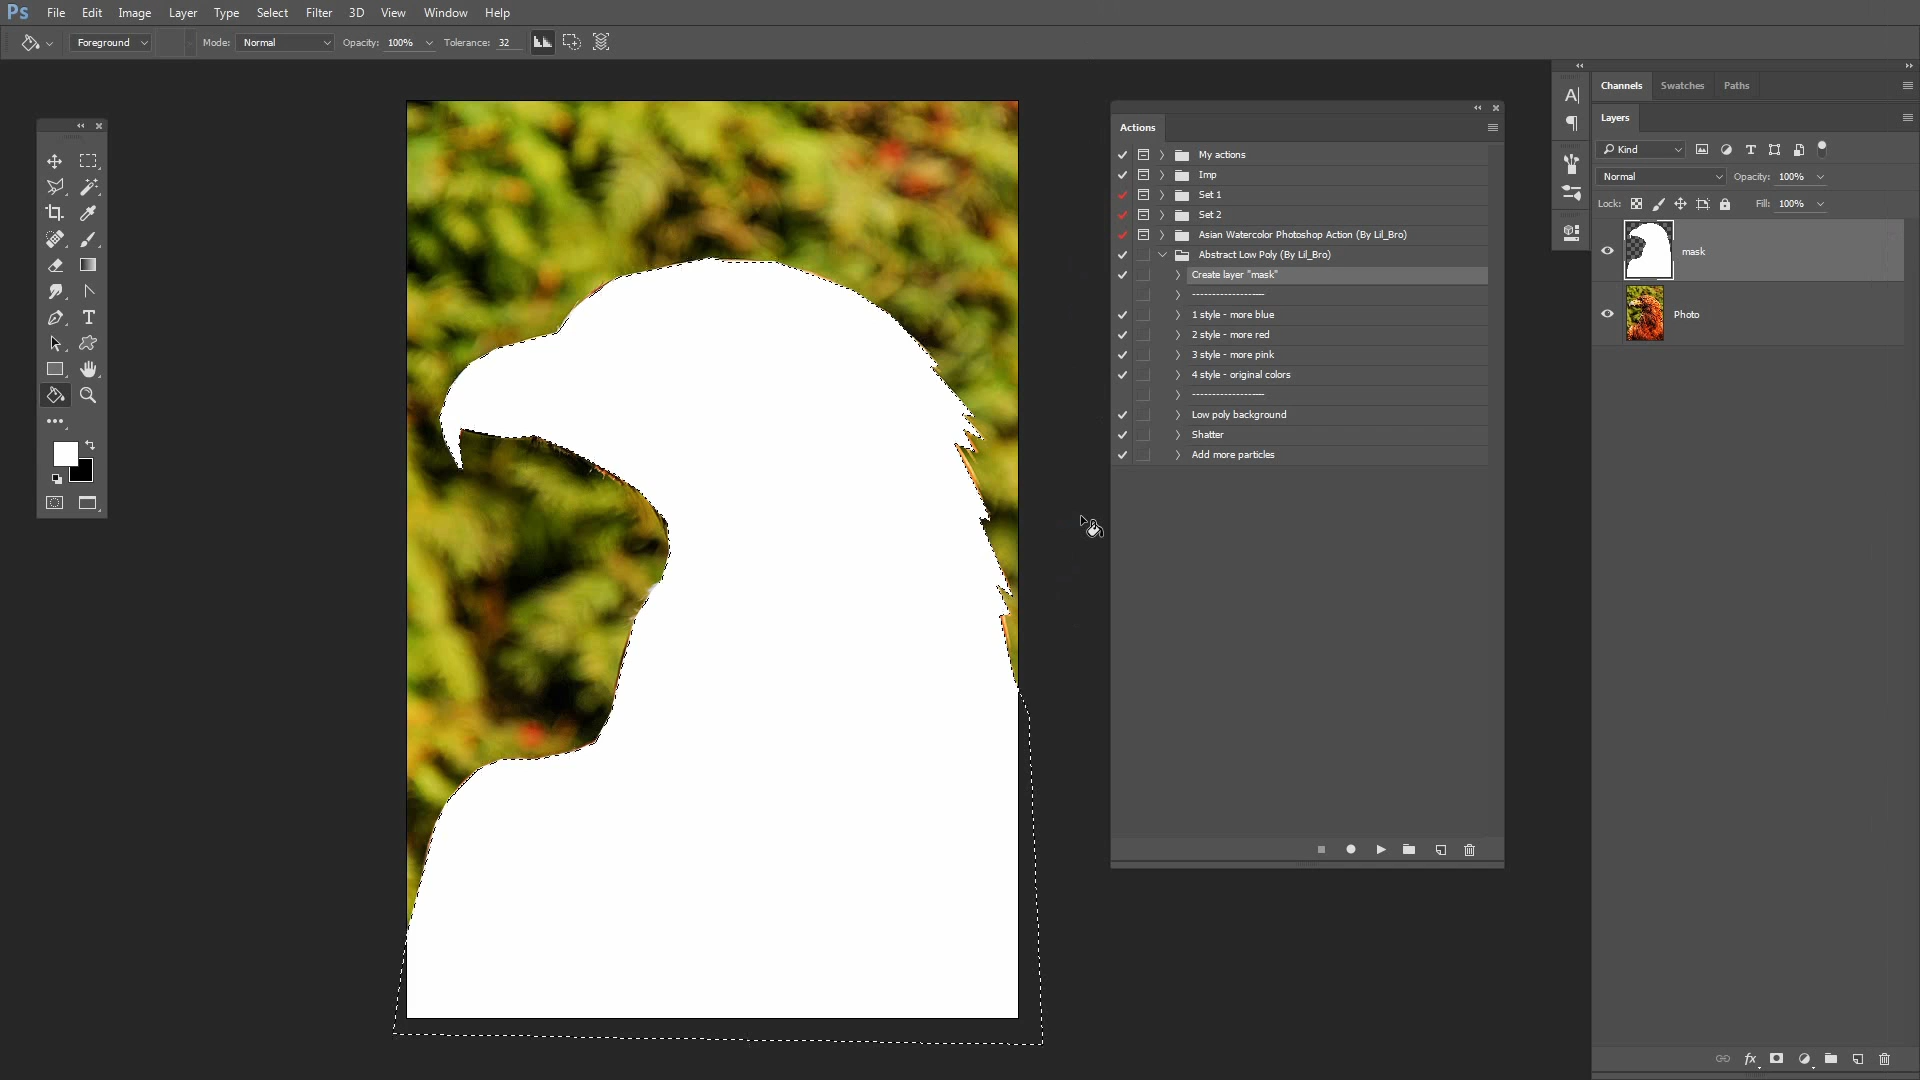 Ps File Edit Image Layer Type Select Filter 3D View Window Help
Foreground Mode: Normal Opacity: 100% Tolerance: 32
Channels Swatches Paths
Layers
Kind
Normal Opacity: 100%
Lock: Fill: 100%
mask
Photo
Actions
My actions
Imp
Set 1
Set 2
Asian Watercolor Photoshop Action (By Lil_Bro)
Abstract Low Poly (By Lil_Bro)
Create layer "mask"
-------------------
1 style - more blue
2 style - more red
3 style - more pink
4 style - original colors
-------------------
Low poly background
Shatter
Add more particles